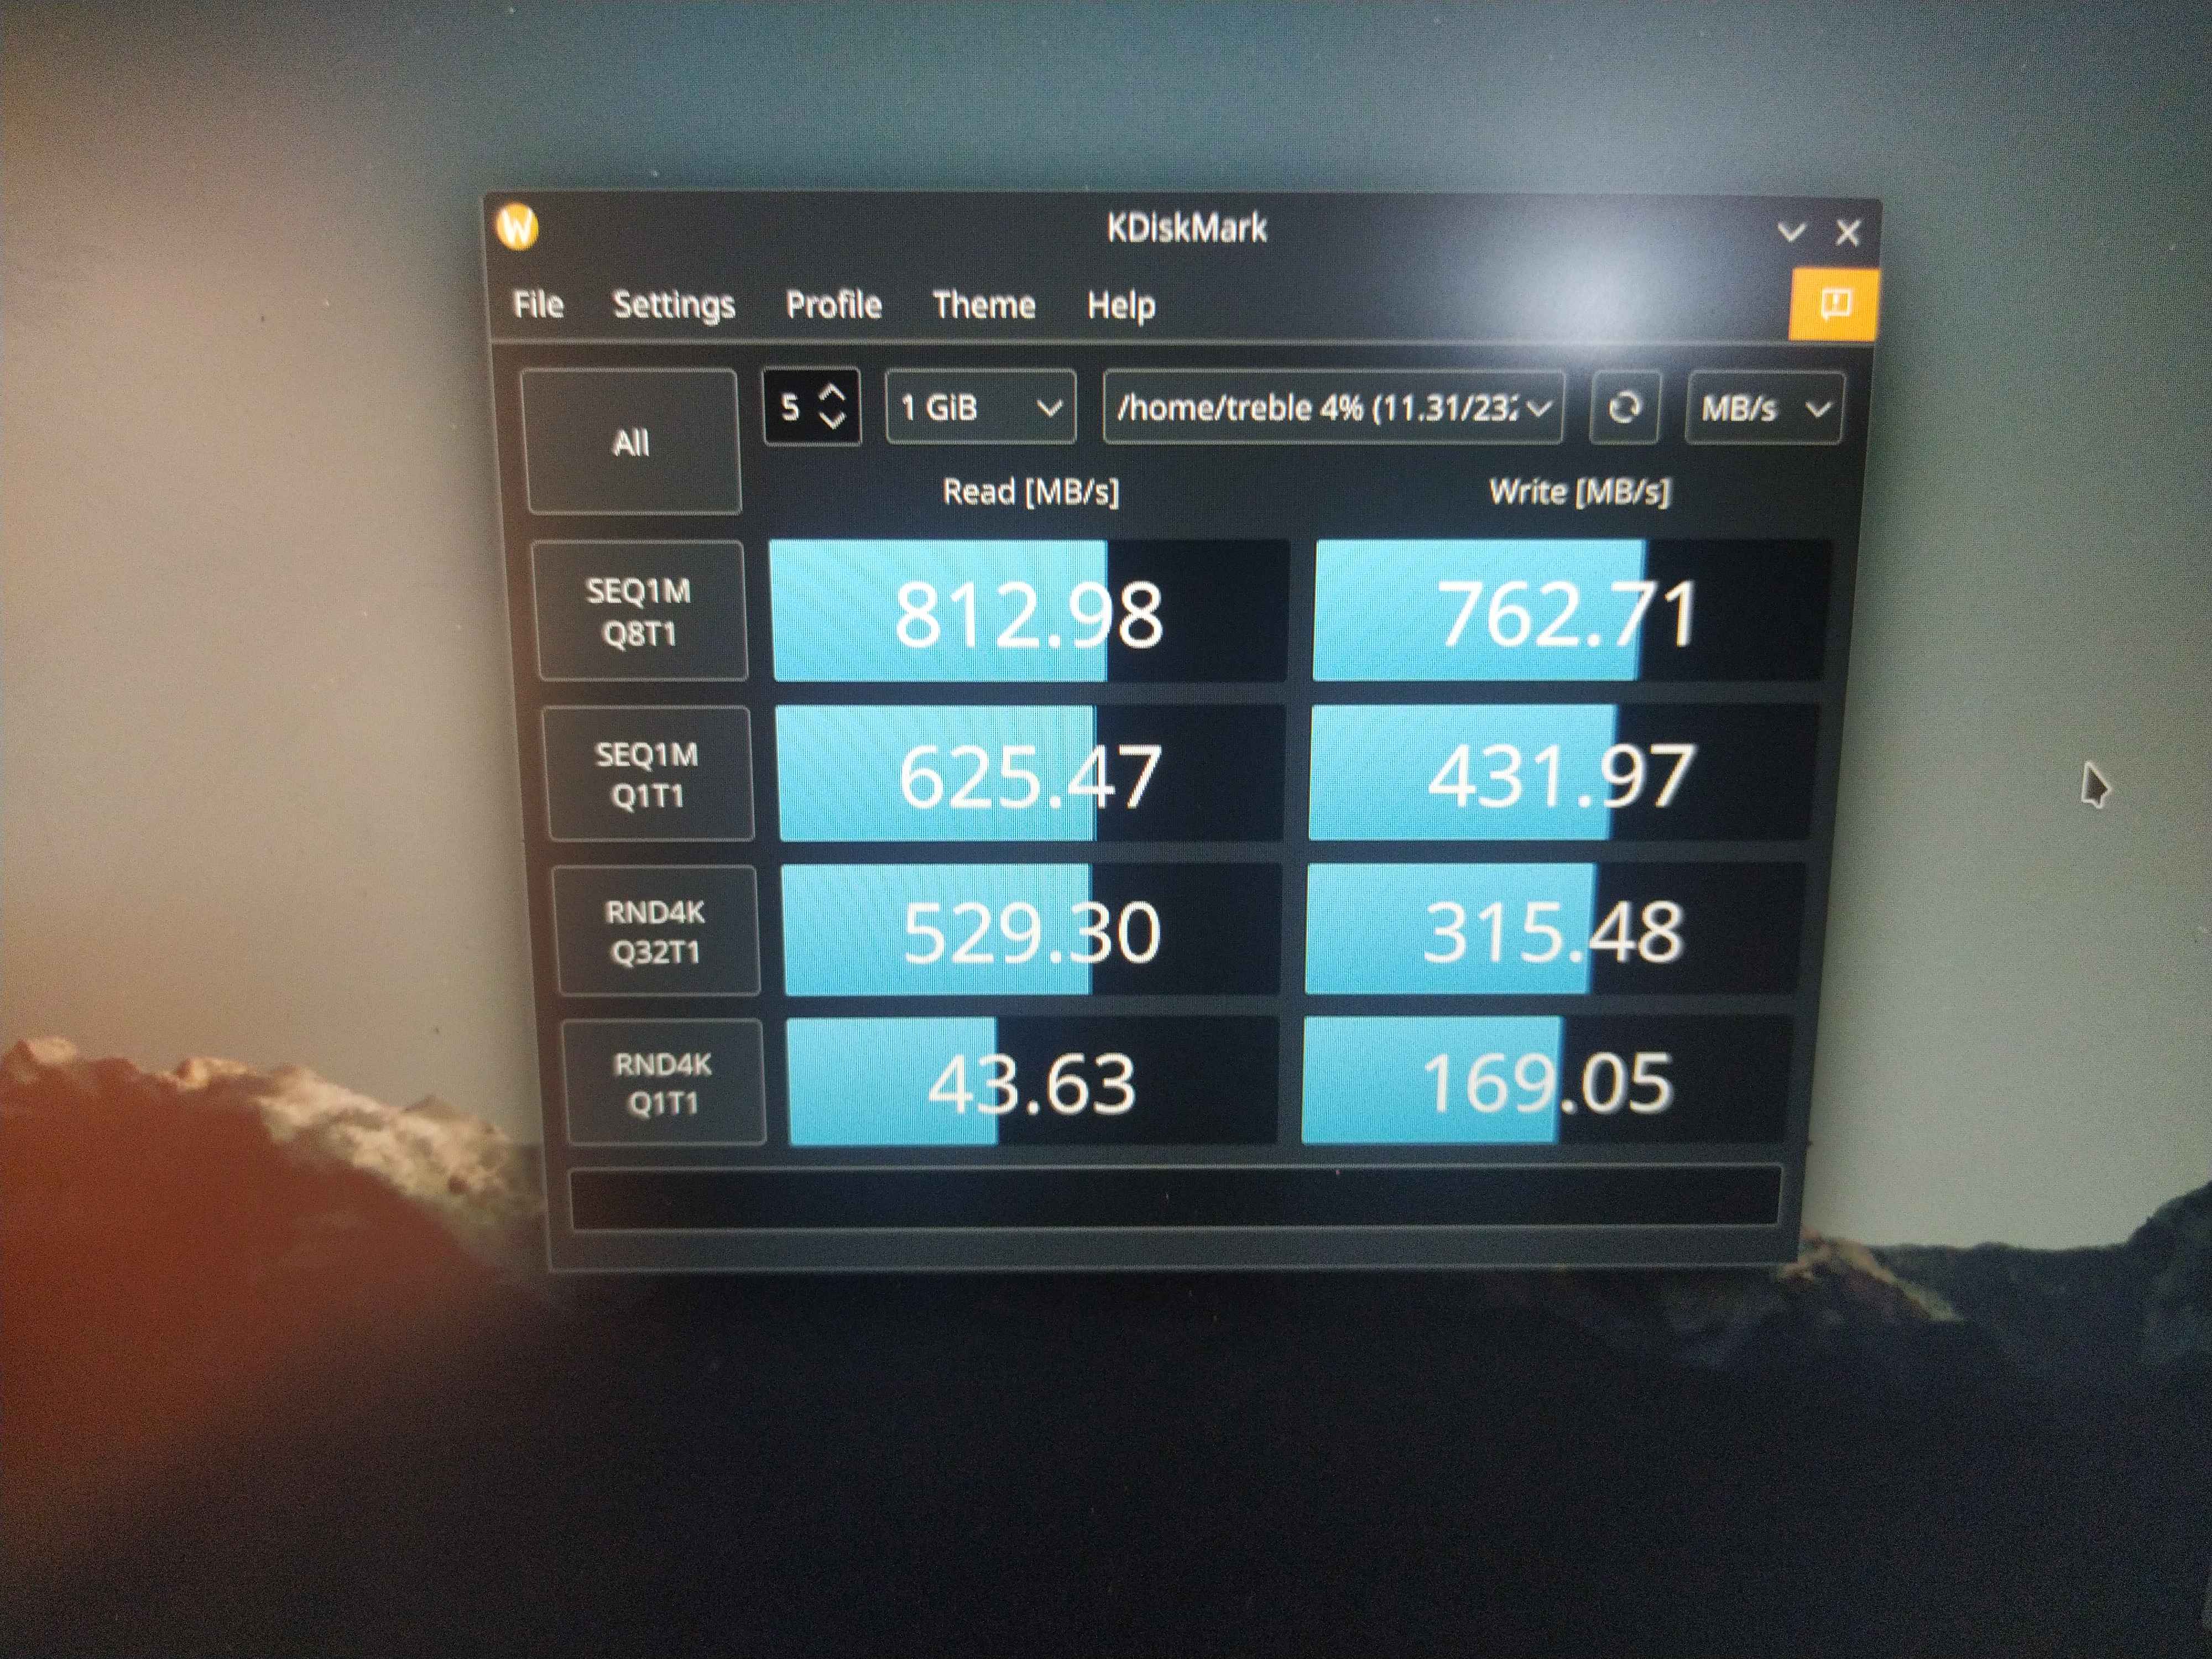 W
KDiskMark
File Settings Profile Theme Help
All
5
1 GiB
/home/treble 4% (11.31/232
MB/s
Read [MB/s]
Write [MB/s]
SEQ1M
Q8T1
812.98
762.71
SEQ1M
Q1T1
625.47
431.97
RND4K
Q32T1
529.30
315.48
RND4K
Q1T1
43.63
169.05